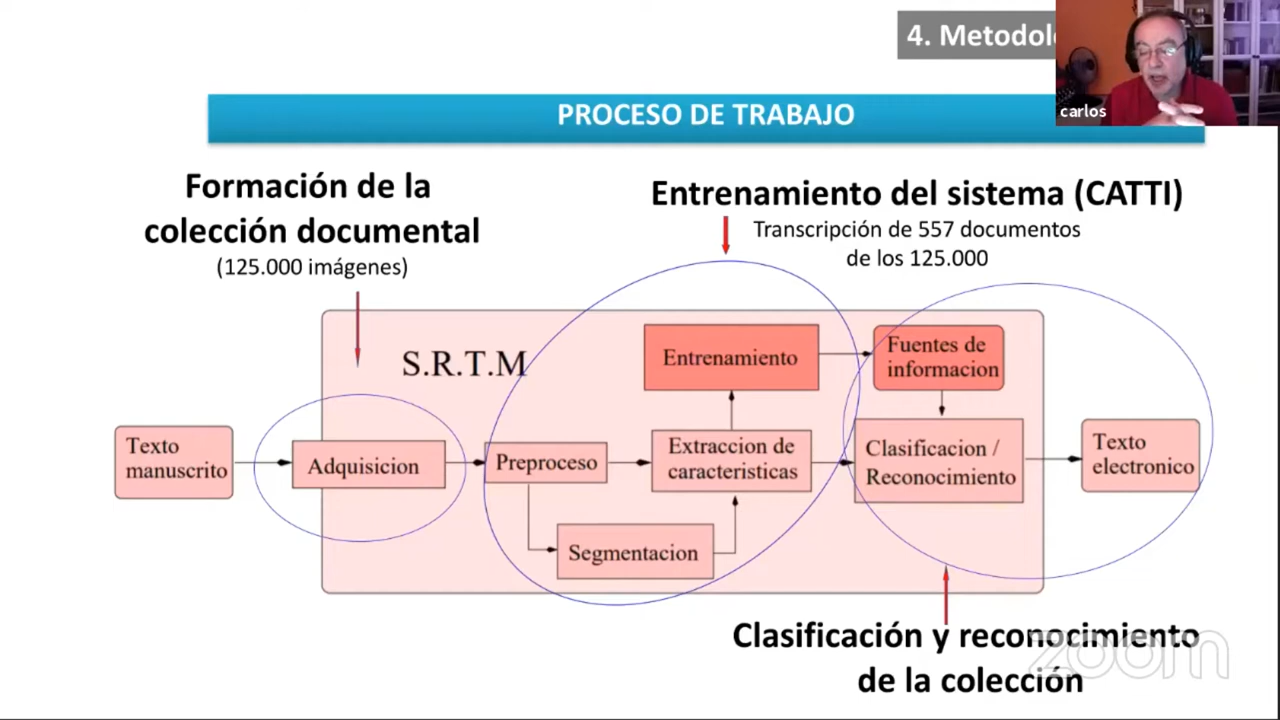 4. Metodolo
carlos
PROCESO DE TRABAJO
Formación de la
colección documental
(125.000 imágenes)
Entrenamiento del sistema (CATTI)
Transcripción de 557 documentos
de los 125.000
S.R.T.M
Entrenamiento
Fuentes de
informacion
Texto
manuscrito
Adquisicion
Preproceso
Extraccion de
caracteristicas
Clasificacion /
Reconocimiento
Texto
electronico
Segmentacion
Clasificación y reconocimiento
de la colección
zoom